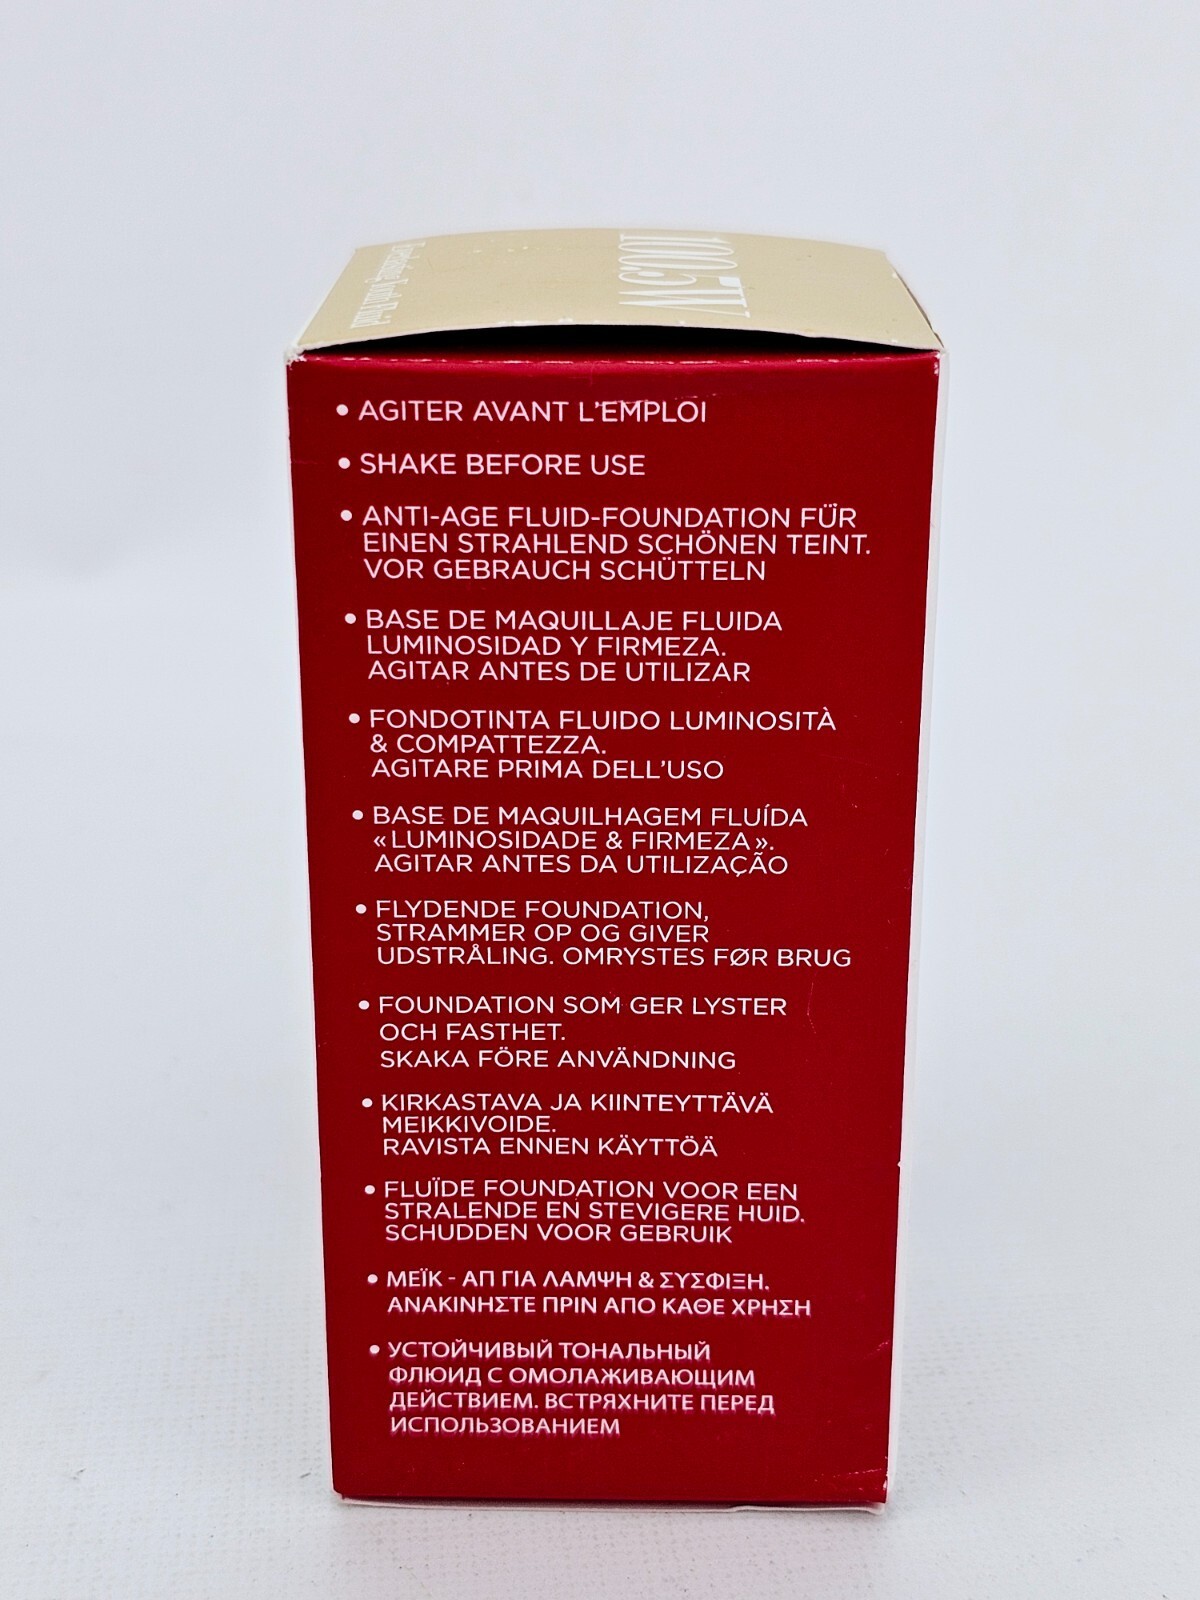 100.5W
• AGITER AVANT L'EMPLOI
• SHAKE BEFORE USE
• ANTI-AGE FLUID-FOUNDATION FÜR
EINEN STRAHLEND SCHÖNEN TEINT.
VOR GEBRAUCH SCHÜTTELN
• BASE DE MAQUILLAJE FLUIDA
LUMINOSIDAD Y FIRMEZA.
AGITAR ANTES DE UTILIZAR
• FONDOTINTA FLUIDO LUMINOSITÀ
& COMPATTEZZA.
AGITARE PRIMA DELL'USO
• BASE DE MAQUILHAGEM FLUÍDA
«LUMINOSIDADE & FIRMEZA».
AGITAR ANTES DA UTILIZAÇÃO
• FLYDENDE FOUNDATION,
STRAMMER OP OG GIVER
UDSTRÅLING. OMRYSTES FØR BRUG
• FOUNDATION SOM GER LYSTER
OCH FASTHET.
SKAKA FÖRE ANVÄNDNING
• KIRKASTAVA JA KIINTEYTTÄVÄ
MEIKKIVOIDE.
RAVISTA ENNEN KÄYTTÖÄ
• FLUÏDE FOUNDATION VOOR EEN
STRALENDE EN STEVIGERE HUID.
SCHUDDEN VOOR GEBRUIK
• ΜΕΪΚ - ΑΠ ΓΙΑ ΛΑΜΨΗ & ΣΥΣΦΙΞΗ.
ΑΝΑΚΙΝΗΣΤΕ ΠΡΙΝ ΑΠΟ ΚΑΘΕ ΧΡΗΣΗ
• УСТОЙЧИВЫЙ ТОНАЛЬНЫЙ
ФЛЮИД С ОМОЛАЖИВАЮЩИМ
ДЕЙСТВИЕМ. ВСТРЯХНИТЕ ПЕРЕД
ИСПОЛЬЗОВАНИЕМ